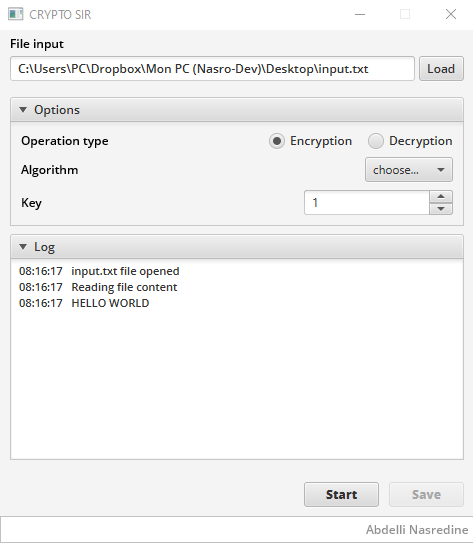 CRYPTO SIR
File input
C:\Users\PC\Dropbox\Mon PC (Nasro-Dev)\Desktop\input.txt Load
Options
Operation type Encryption Decryption
Algorithm choose...
Key 1
Log
08:16:17 input.txt file opened
08:16:17 Reading file content
08:16:17 HELLO WORLD
Start Save
Abdelli Nasredine